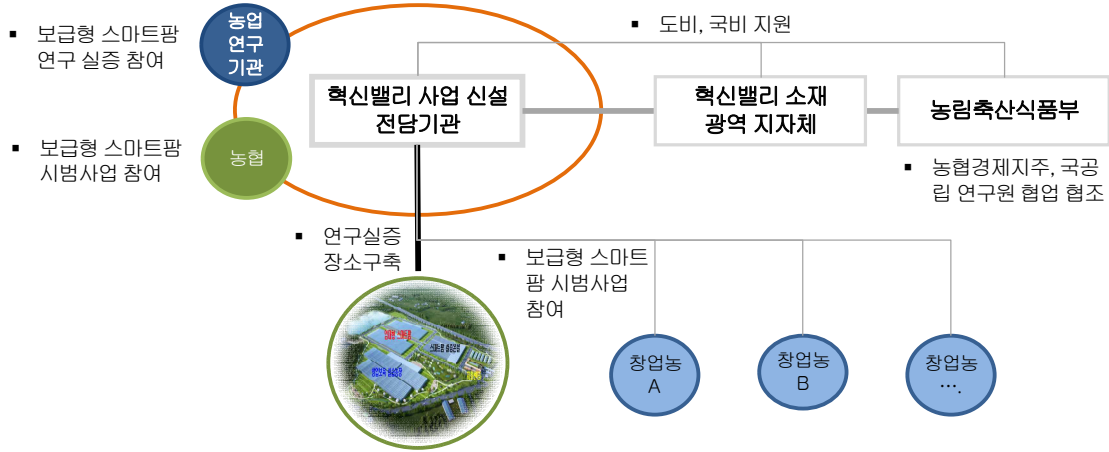 ▪ 보급형 스마트팜
연구 실증 참여
농업
연구
기관
▪ 도비, 국비 지원
혁신밸리 사업 신설
전담기관
혁신밸리 소재
광역 지자체
농림축산식품부
▪ 보급형 스마트팜
시범사업 참여
농협
▪ 농협경제지주, 국공
립 연구원 협업 협조
▪ 연구실증
장소구축
▪ 보급형 스마트
팜 시범사업
참여
창업농
A
창업농
B
창업농
….